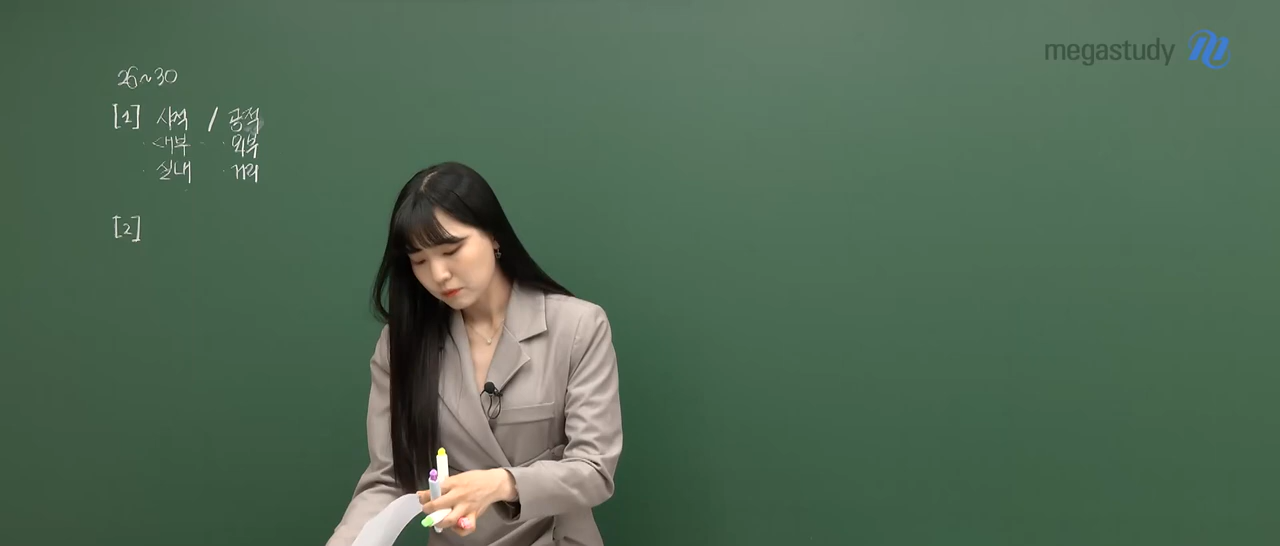 megastudy
26~30
[1] 사적 / 공적
· 내부 · 외부
· 실내 · 거리
[2]